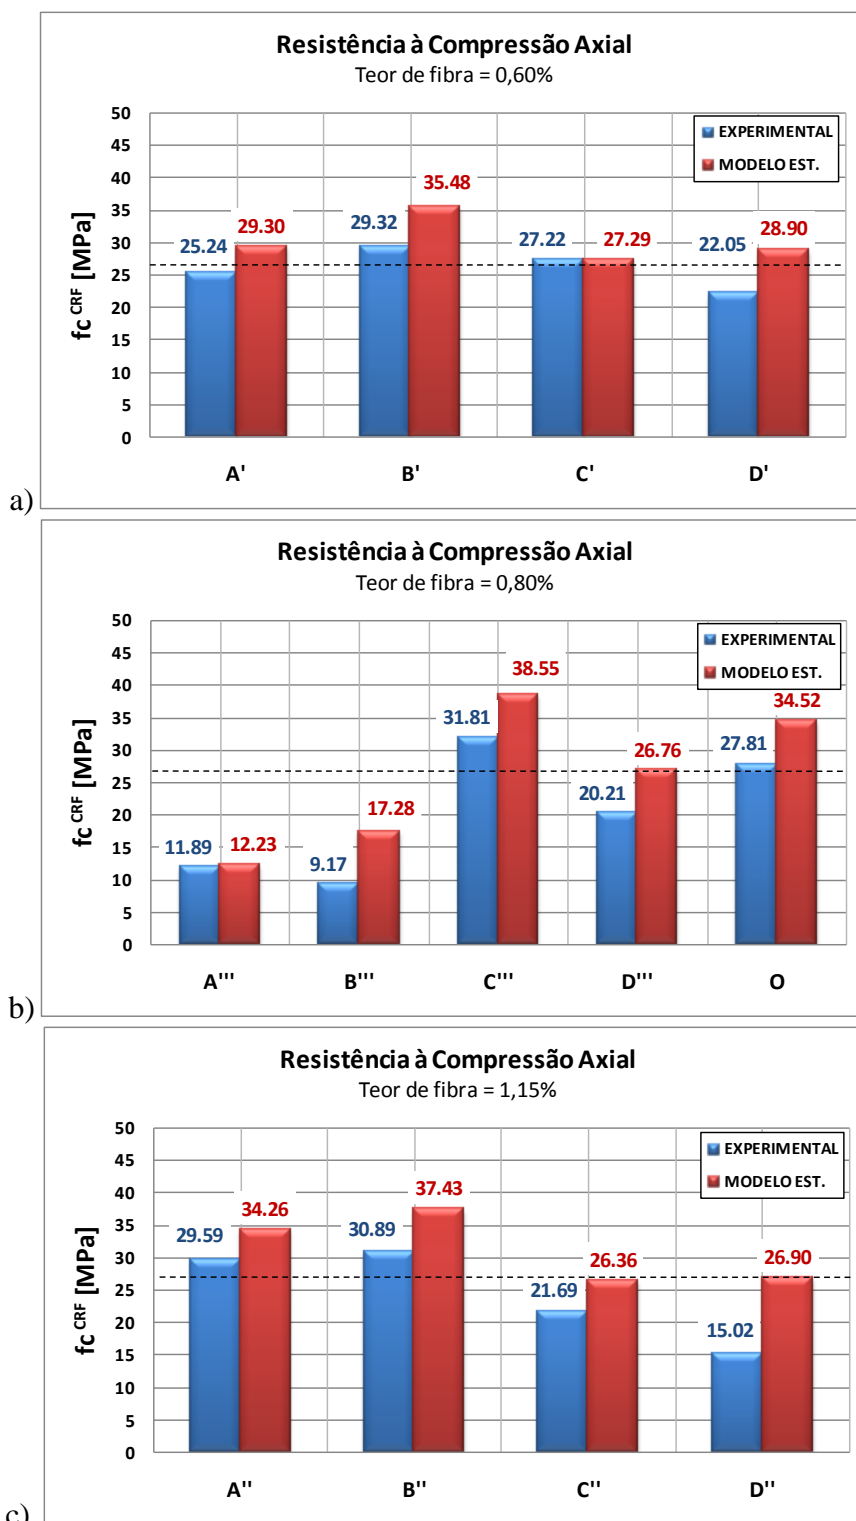 Resistência à Compressão Axial
Teor de fibra = 0,60%
fc CRF [MPa]
50
45
40
35
30
25
20
15
10
5
0
EXPERIMENTAL
MODELO EST.
25.24
29.30
29.32
35.48
27.22
27.29
22.05
28.90
A'
B'
C'
D'
a)
Resistência à Compressão Axial
Teor de fibra = 0,80%
fc CRF [MPa]
50
45
40
35
30
25
20
15
10
5
0
EXPERIMENTAL
MODELO EST.
11.89
12.23
9.17
17.28
31.81
38.55
20.21
26.76
27.81
34.52
A'''
B'''
C'''
D'''
O
b)
Resistência à Compressão Axial
Teor de fibra = 1,15%
fc CRF [MPa]
50
45
40
35
30
25
20
15
10
5
0
EXPERIMENTAL
MODELO EST.
29.59
34.26
30.89
37.43
21.69
26.36
15.02
26.90
A''
B''
C''
D''
c)